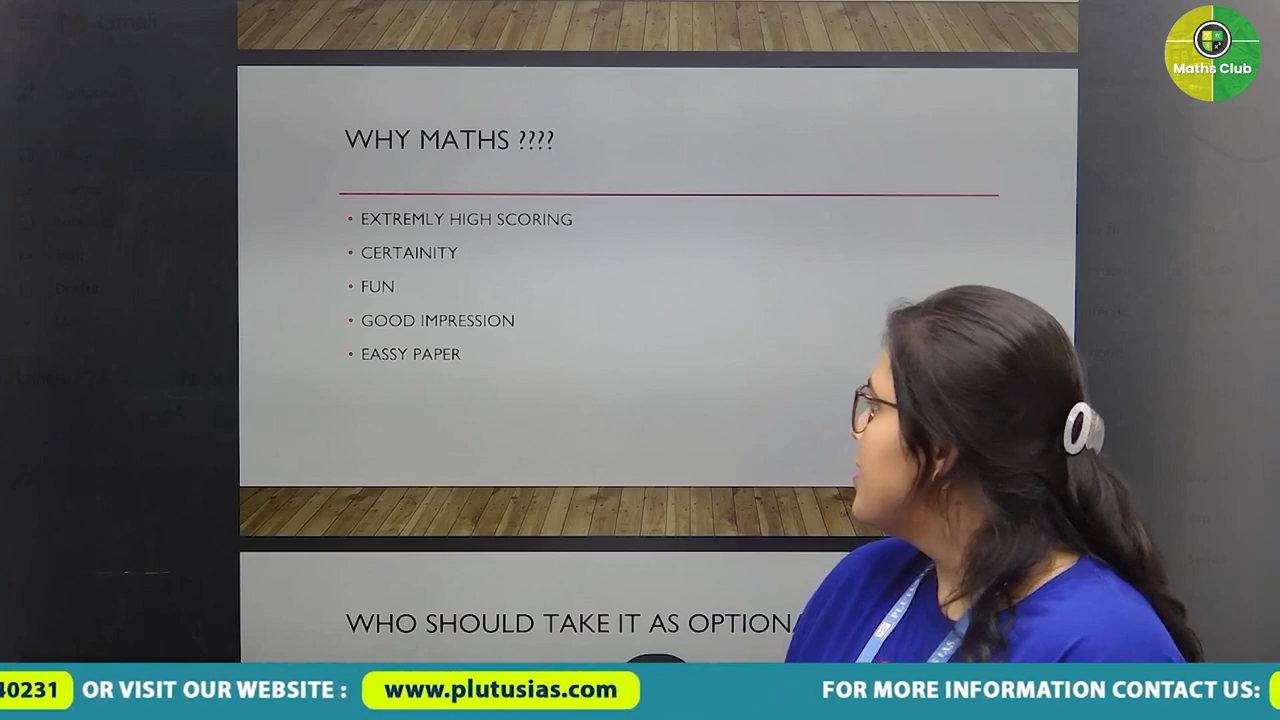 Maths Club
WHY MATHS ????
• EXTREMLY HIGH SCORING
• CERTAINITY
• FUN
• GOOD IMPRESSION
• EASSY PAPER
WHO SHOULD TAKE IT AS OPTIONA
40231 OR VISIT OUR WEBSITE : www.plutusias.com FOR MORE INFORMATION CONTACT US: